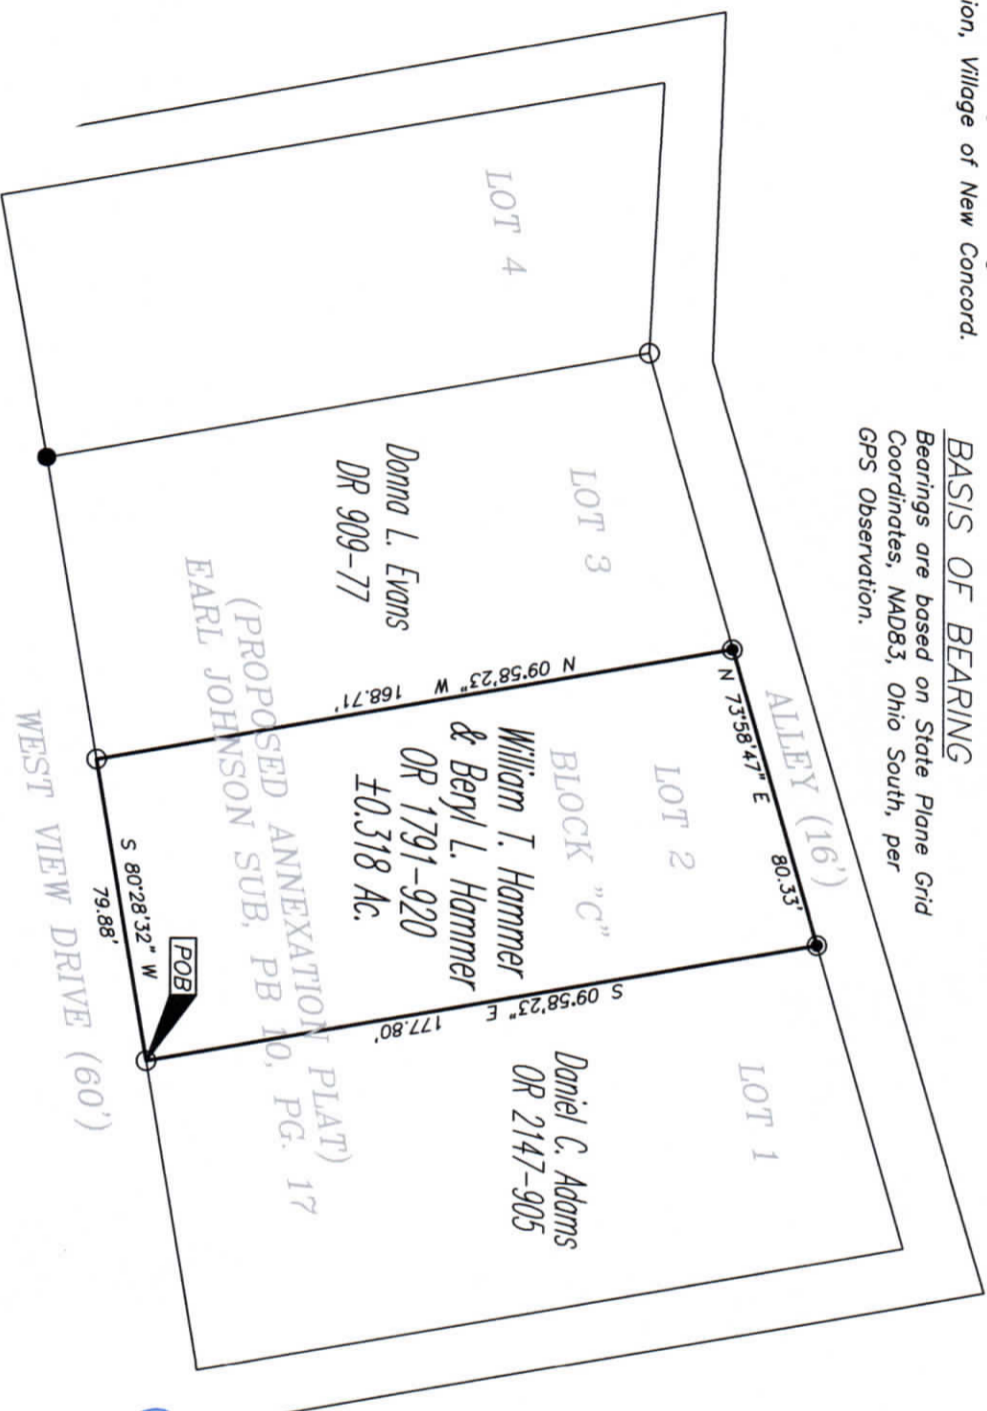 ion, Village of New Concord.
BASIS OF BEARING
Bearings are based on State Plane Grid
Coordinates, NAD83, Ohio South, per
GPS Observation.
ALLEY (16')
N 73°58'47" E
80.33'
LOT 4
LOT 3
LOT 2
LOT 1
BLOCK "C"
Donna L. Evans
DR 909-77
N 09°58'23" W 168.71'
William T. Hammer
& Beryl L. Hammer
OR 1791-920
±0.318 Ac.
S 09°58'23" E 177.80'
Daniel C. Adams
OR 2147-905
(PROPOSED ANNEXATION PLAT)
EARL JOHNSON SUB, PB 10, PG. 17
POB
S 80°28'32" W
79.88'
WEST VIEW DRIVE (60')